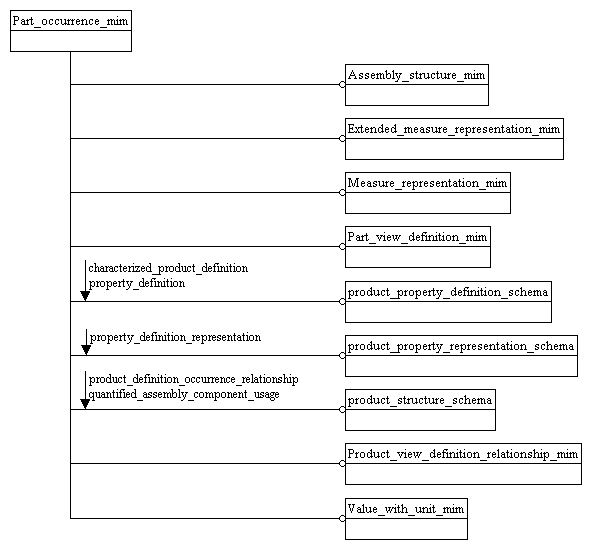 Part_occurrence_mim
Assembly_structure_mim
Extended_measure_representation_mim
Measure_representation_mim
Part_view_definition_mim
characterized_product_definition
property_definition
product_property_definition_schema
property_definition_representation
product_property_representation_schema
product_definition_occurrence_relationship
quantified_assembly_component_usage
product_structure_schema
Product_view_definition_relationship_mim
Value_with_unit_mim